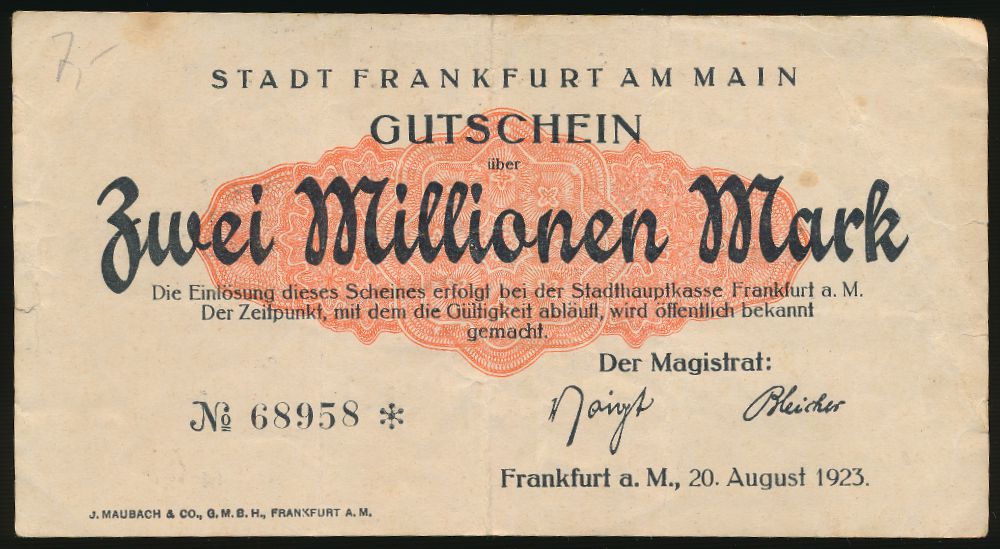 7,-
STADT FRANKFURT AM MAIN
GUTSCHEIN
über
Zwei Millionen Mark
Die Einlösung dieses Scheines erfolgt bei der Stadthauptkasse Frankfurt a. M.
Der Zeitpunkt, mit dem die Gültigkeit abläuft, wird öffentlich bekannt
gemacht.
Der Magistrat:
Voigt Bleicher
№ 68958 *
Frankfurt a. M., 20. August 1923.
J. MAUBACH & CO., G. M. B. H., FRANKFURT A. M.